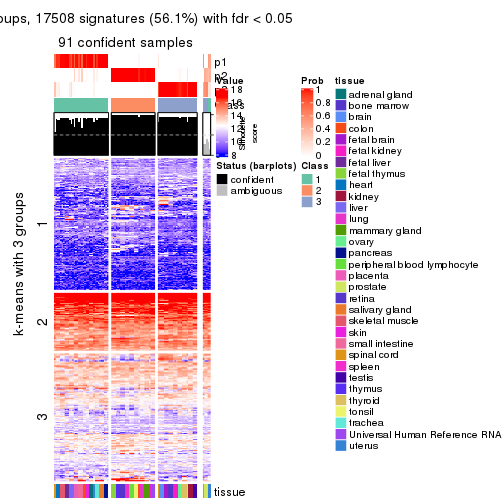 oups, 17508 signatures (56.1%) with fdr < 0.05
91 confident samples
p1
p2
Class
Silhouette score
k-means with 3 groups
1
2
3
tissue
Value
18
16
14
12
10
8
Status (barplots)
confident
ambiguous
Prob
1
0.8
0.6
0.4
0.2
0
Class
1
2
3
tissue
adrenal gland
bone marrow
brain
colon
fetal brain
fetal kidney
fetal liver
fetal thymus
heart
kidney
liver
lung
mammary gland
ovary
pancreas
peripheral blood lymphocyte
placenta
prostate
retina
salivary gland
skeletal muscle
skin
small intestine
spinal cord
spleen
testis
thymus
thyroid
tonsil
trachea
Universal Human Reference RNA
uterus